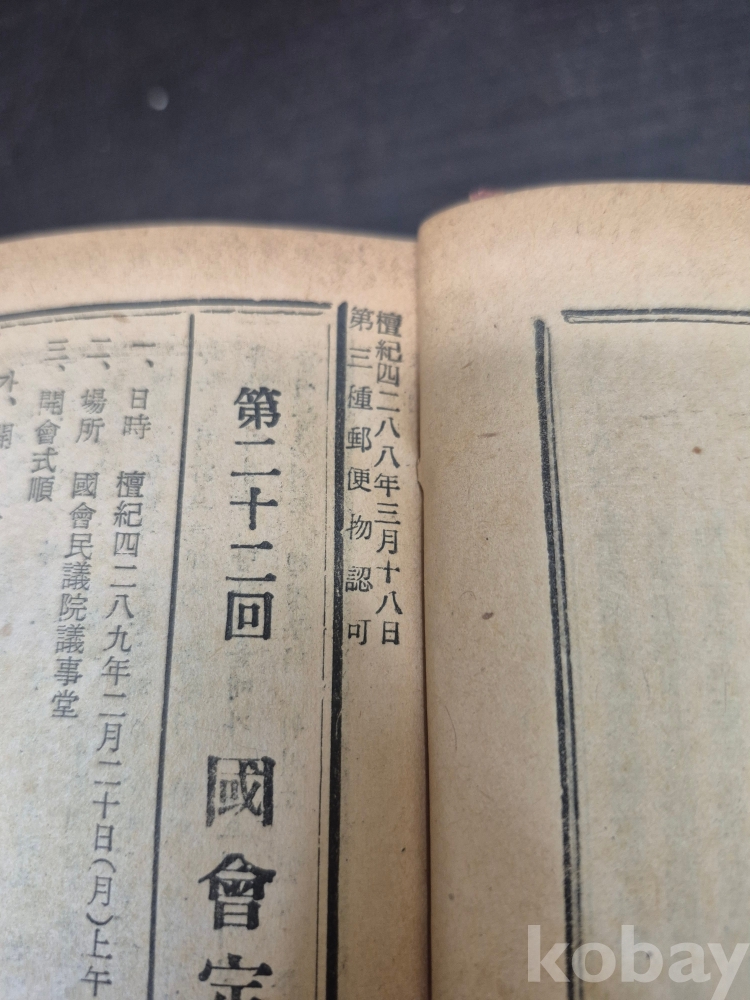 檀紀四二八八年三月十八日
第三種郵便物認可
第二十二回 國會定
一、日時 檀紀四二八九年二月二十日(月)上午
二、場所 國會民議院議事堂
三、開會式順
가、開
kobay